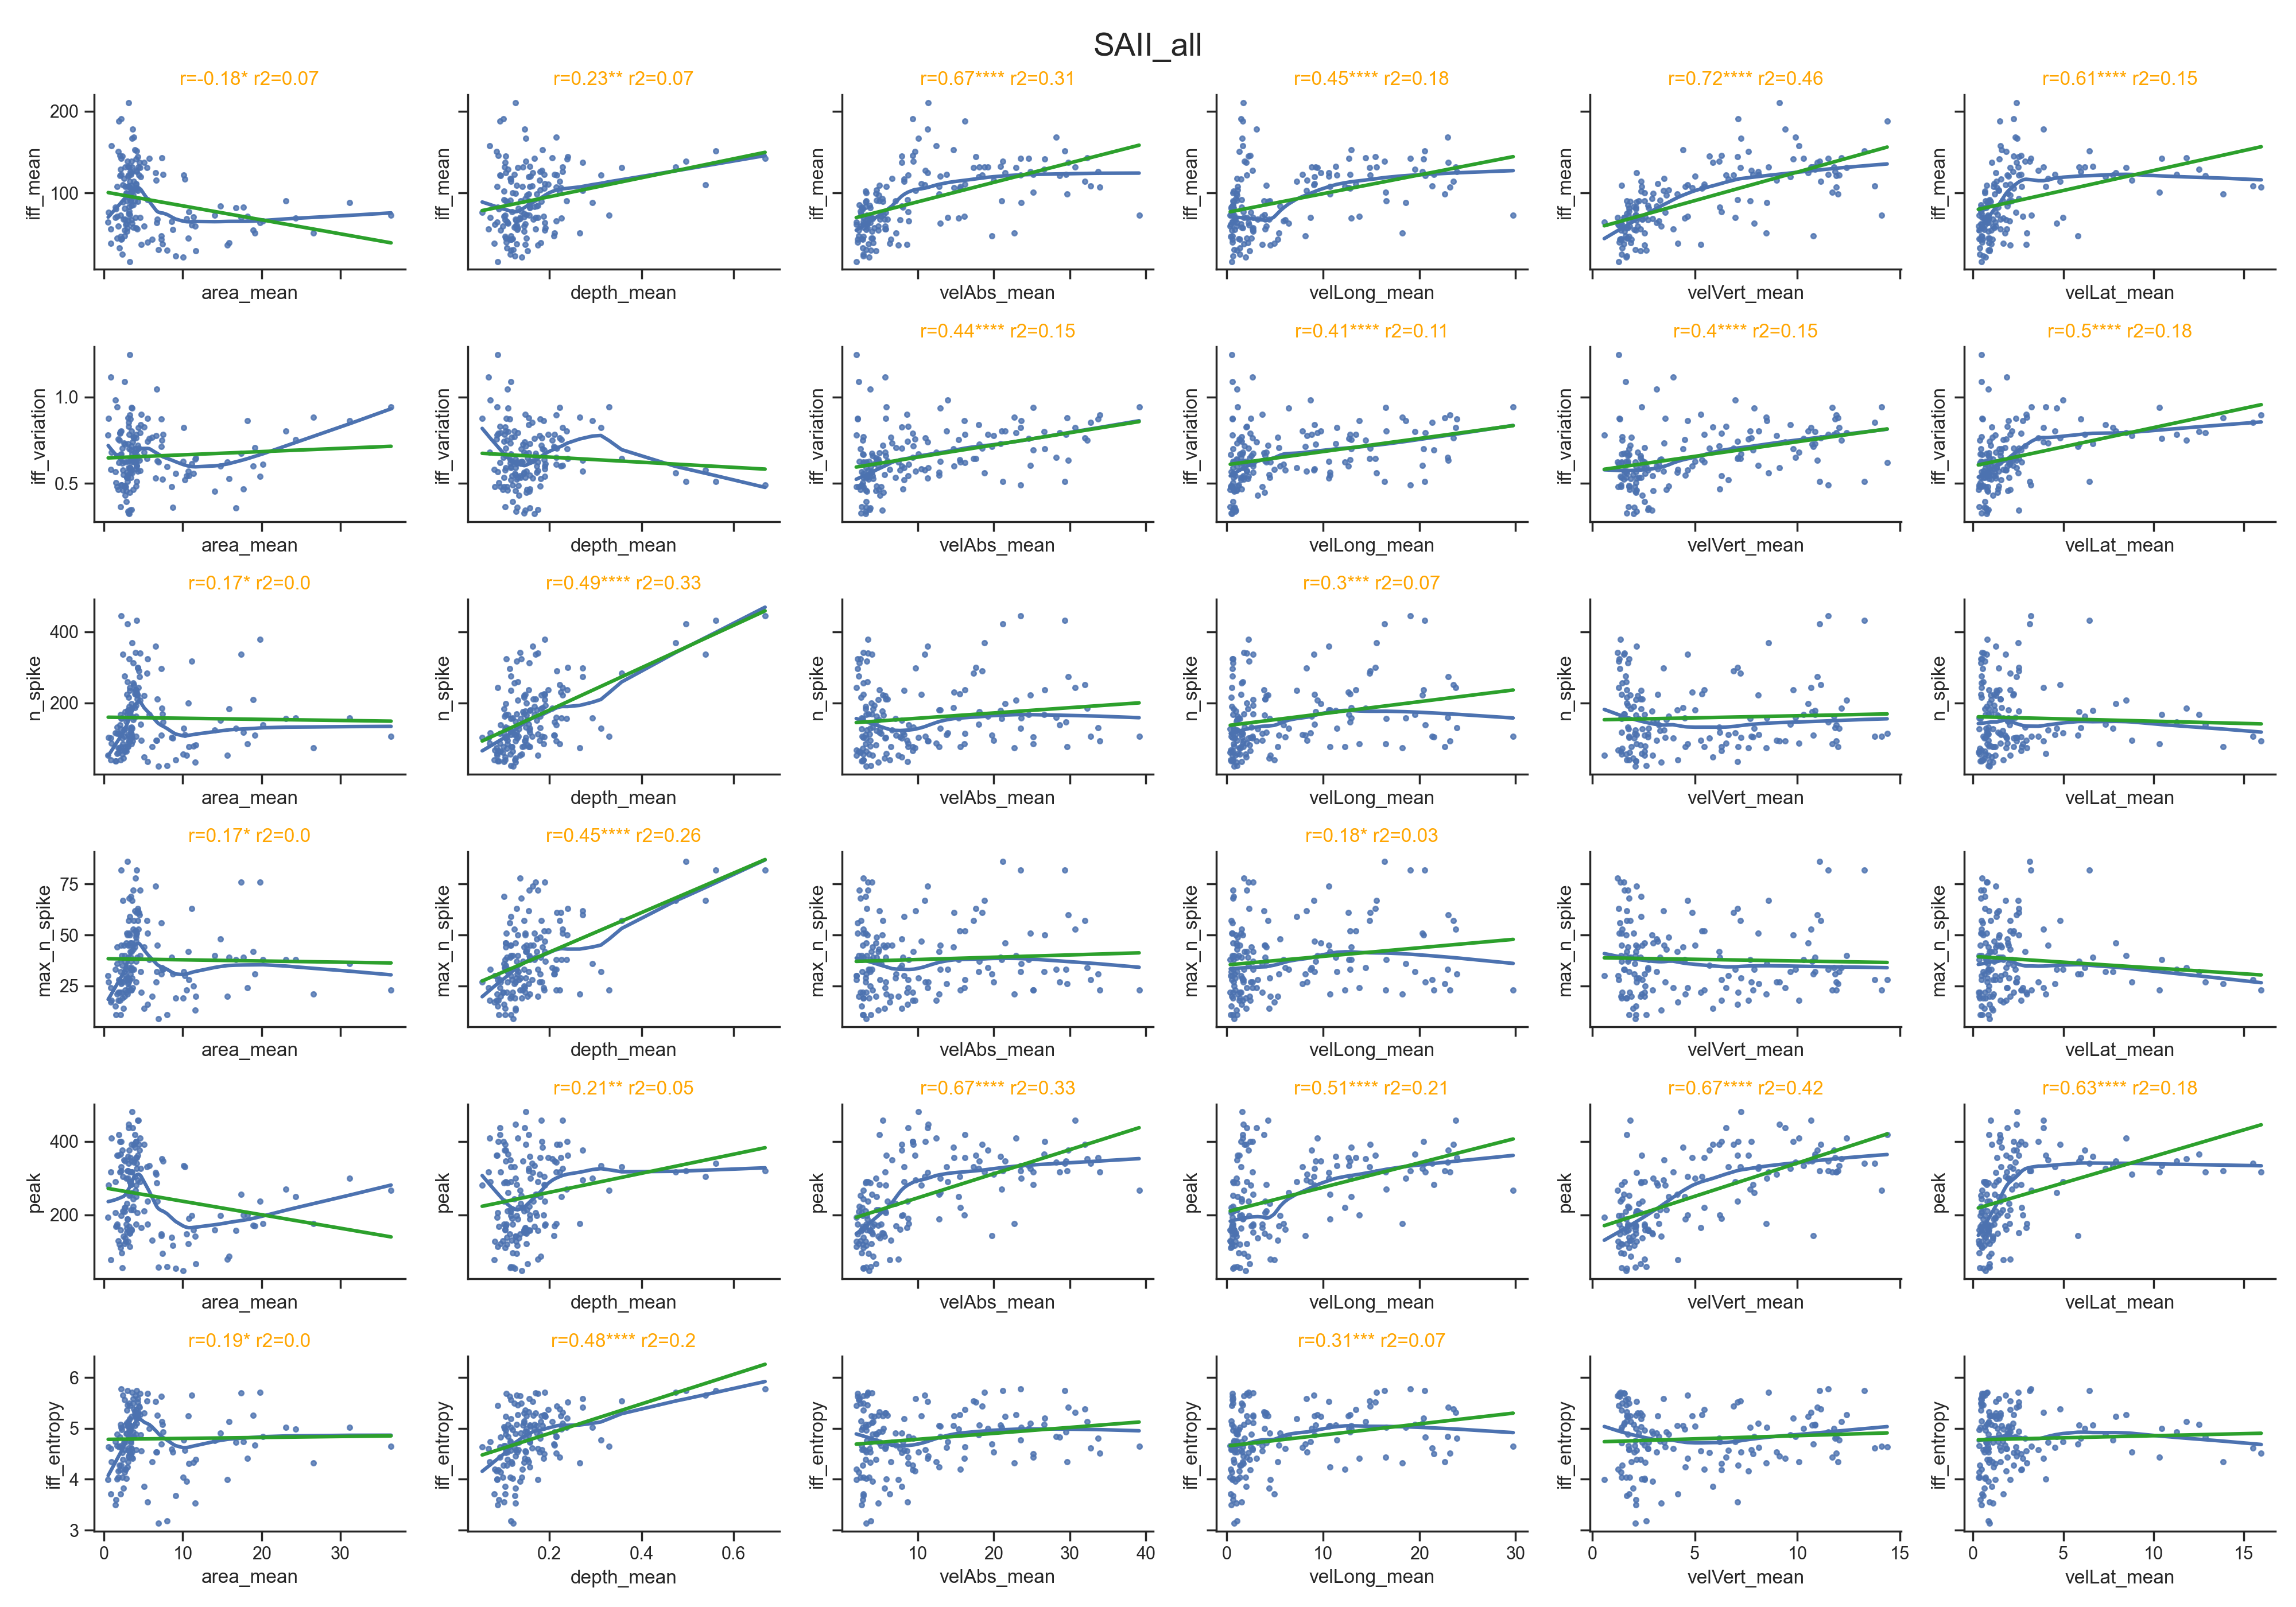 SAII_all
r=-0.18* r2=0.07 r=0.23** r2=0.07 r=0.67**** r2=0.31 r=0.45**** r2=0.18 r=0.72**** r2=0.46 r=0.61**** r2=0.15
200
100
iff_mean iff_mean iff_mean iff_mean iff_mean iff_mean
area_mean depth_mean velAbs_mean velLong_mean velVert_mean velLat_mean
r=0.44**** r2=0.15 r=0.41**** r2=0.11 r=0.4**** r2=0.15 r=0.5**** r2=0.18
1.0
0.5
iff_variation iff_variation iff_variation iff_variation iff_variation iff_variation
area_mean depth_mean velAbs_mean velLong_mean velVert_mean velLat_mean
r=0.17* r2=0.0 r=0.49**** r2=0.33 r=0.3*** r2=0.07
400
200
n_spike n_spike n_spike n_spike n_spike n_spike
area_mean depth_mean velAbs_mean velLong_mean velVert_mean velLat_mean
r=0.17* r2=0.0 r=0.45**** r2=0.26 r=0.18* r2=0.03
75
50
25
max_n_spike max_n_spike max_n_spike max_n_spike max_n_spike max_n_spike
area_mean depth_mean velAbs_mean velLong_mean velVert_mean velLat_mean
r=0.21** r2=0.05 r=0.67**** r2=0.33 r=0.51**** r2=0.21 r=0.67**** r2=0.42 r=0.63**** r2=0.18
400
200
peak peak peak peak peak peak
area_mean depth_mean velAbs_mean velLong_mean velVert_mean velLat_mean
r=0.19* r2=0.0 r=0.48**** r2=0.2 r=0.31*** r2=0.07
6
5
4
3
iff_entropy iff_entropy iff_entropy iff_entropy iff_entropy iff_entropy
0 10 20 30 0.2 0.4 0.6 10 20 30 40 0 10 20 30 0 5 10 15 0 5 10 15
area_mean depth_mean velAbs_mean velLong_mean velVert_mean velLat_mean